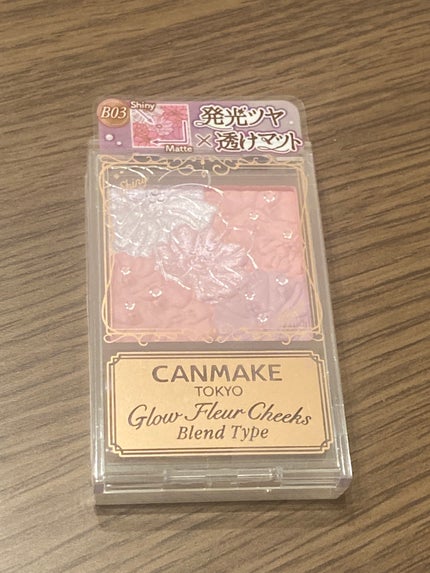 B03
Shiny
Matte
発光ツヤ
×透けマット
Shiny
CANMAKE
TOKYO
Glow Fleur Cheeks
Blend Type